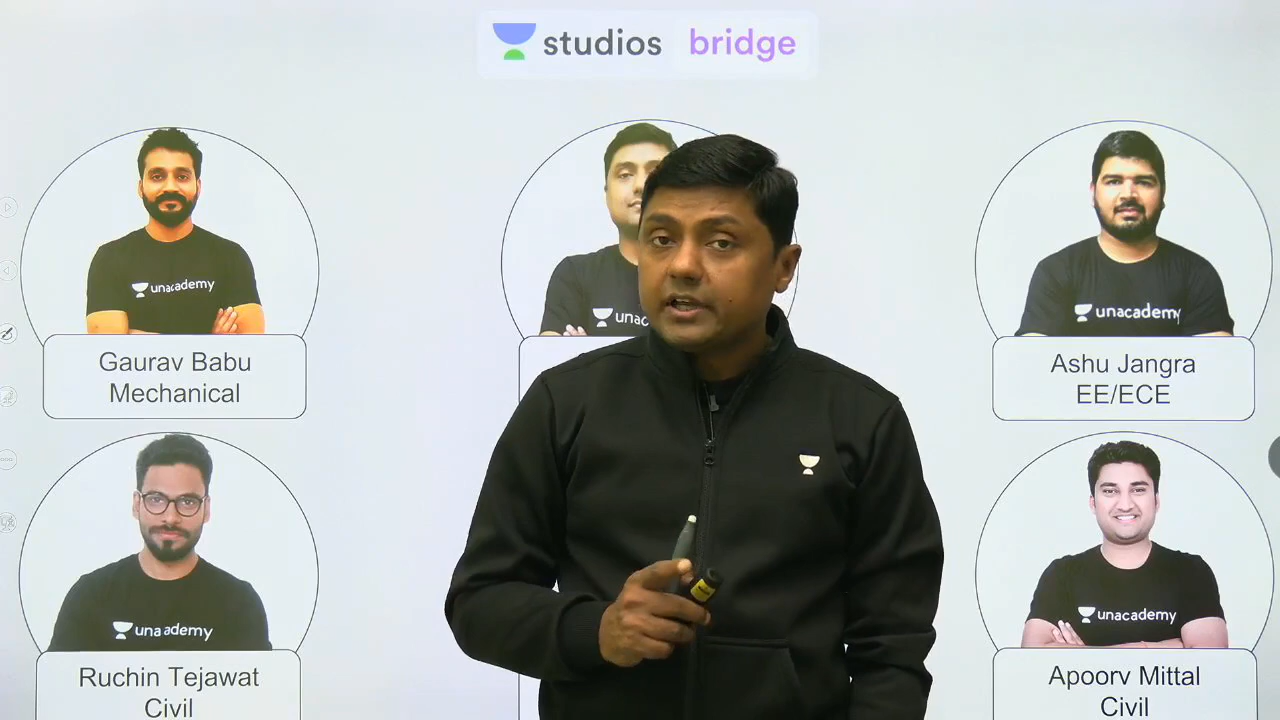 studios bridge
unacademy
unac
unacademy
Gaurav Babu
Mechanical
Ashu Jangra
EE/ECE
unacademy
unacademy
Ruchin Tejawat
Civil
Apoorv Mittal
Civil